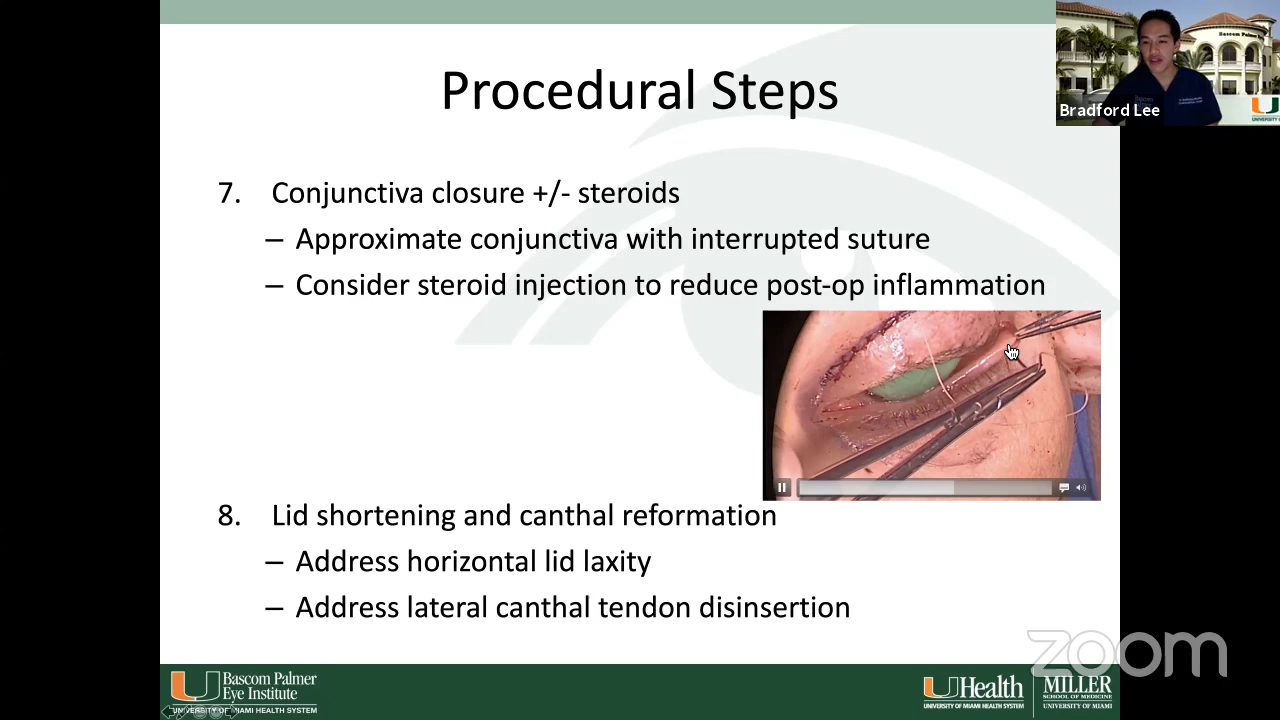 Procedural Steps
Bascom Palmer
Bradford Lee
7. Conjunctiva closure +/- steroids
– Approximate conjunctiva with interrupted suture
– Consider steroid injection to reduce post-op inflammation
8. Lid shortening and canthal reformation
– Address horizontal lid laxity
– Address lateral canthal tendon disinsertion
zoom
Bascom Palmer
Eye Institute
UNIVERSITY OF MIAMI HEALTH SYSTEM
UHealth
UNIVERSITY OF MIAMI HEALTH SYSTEM
MILLER
SCHOOL OF MEDICINE
UNIVERSITY OF MIAMI